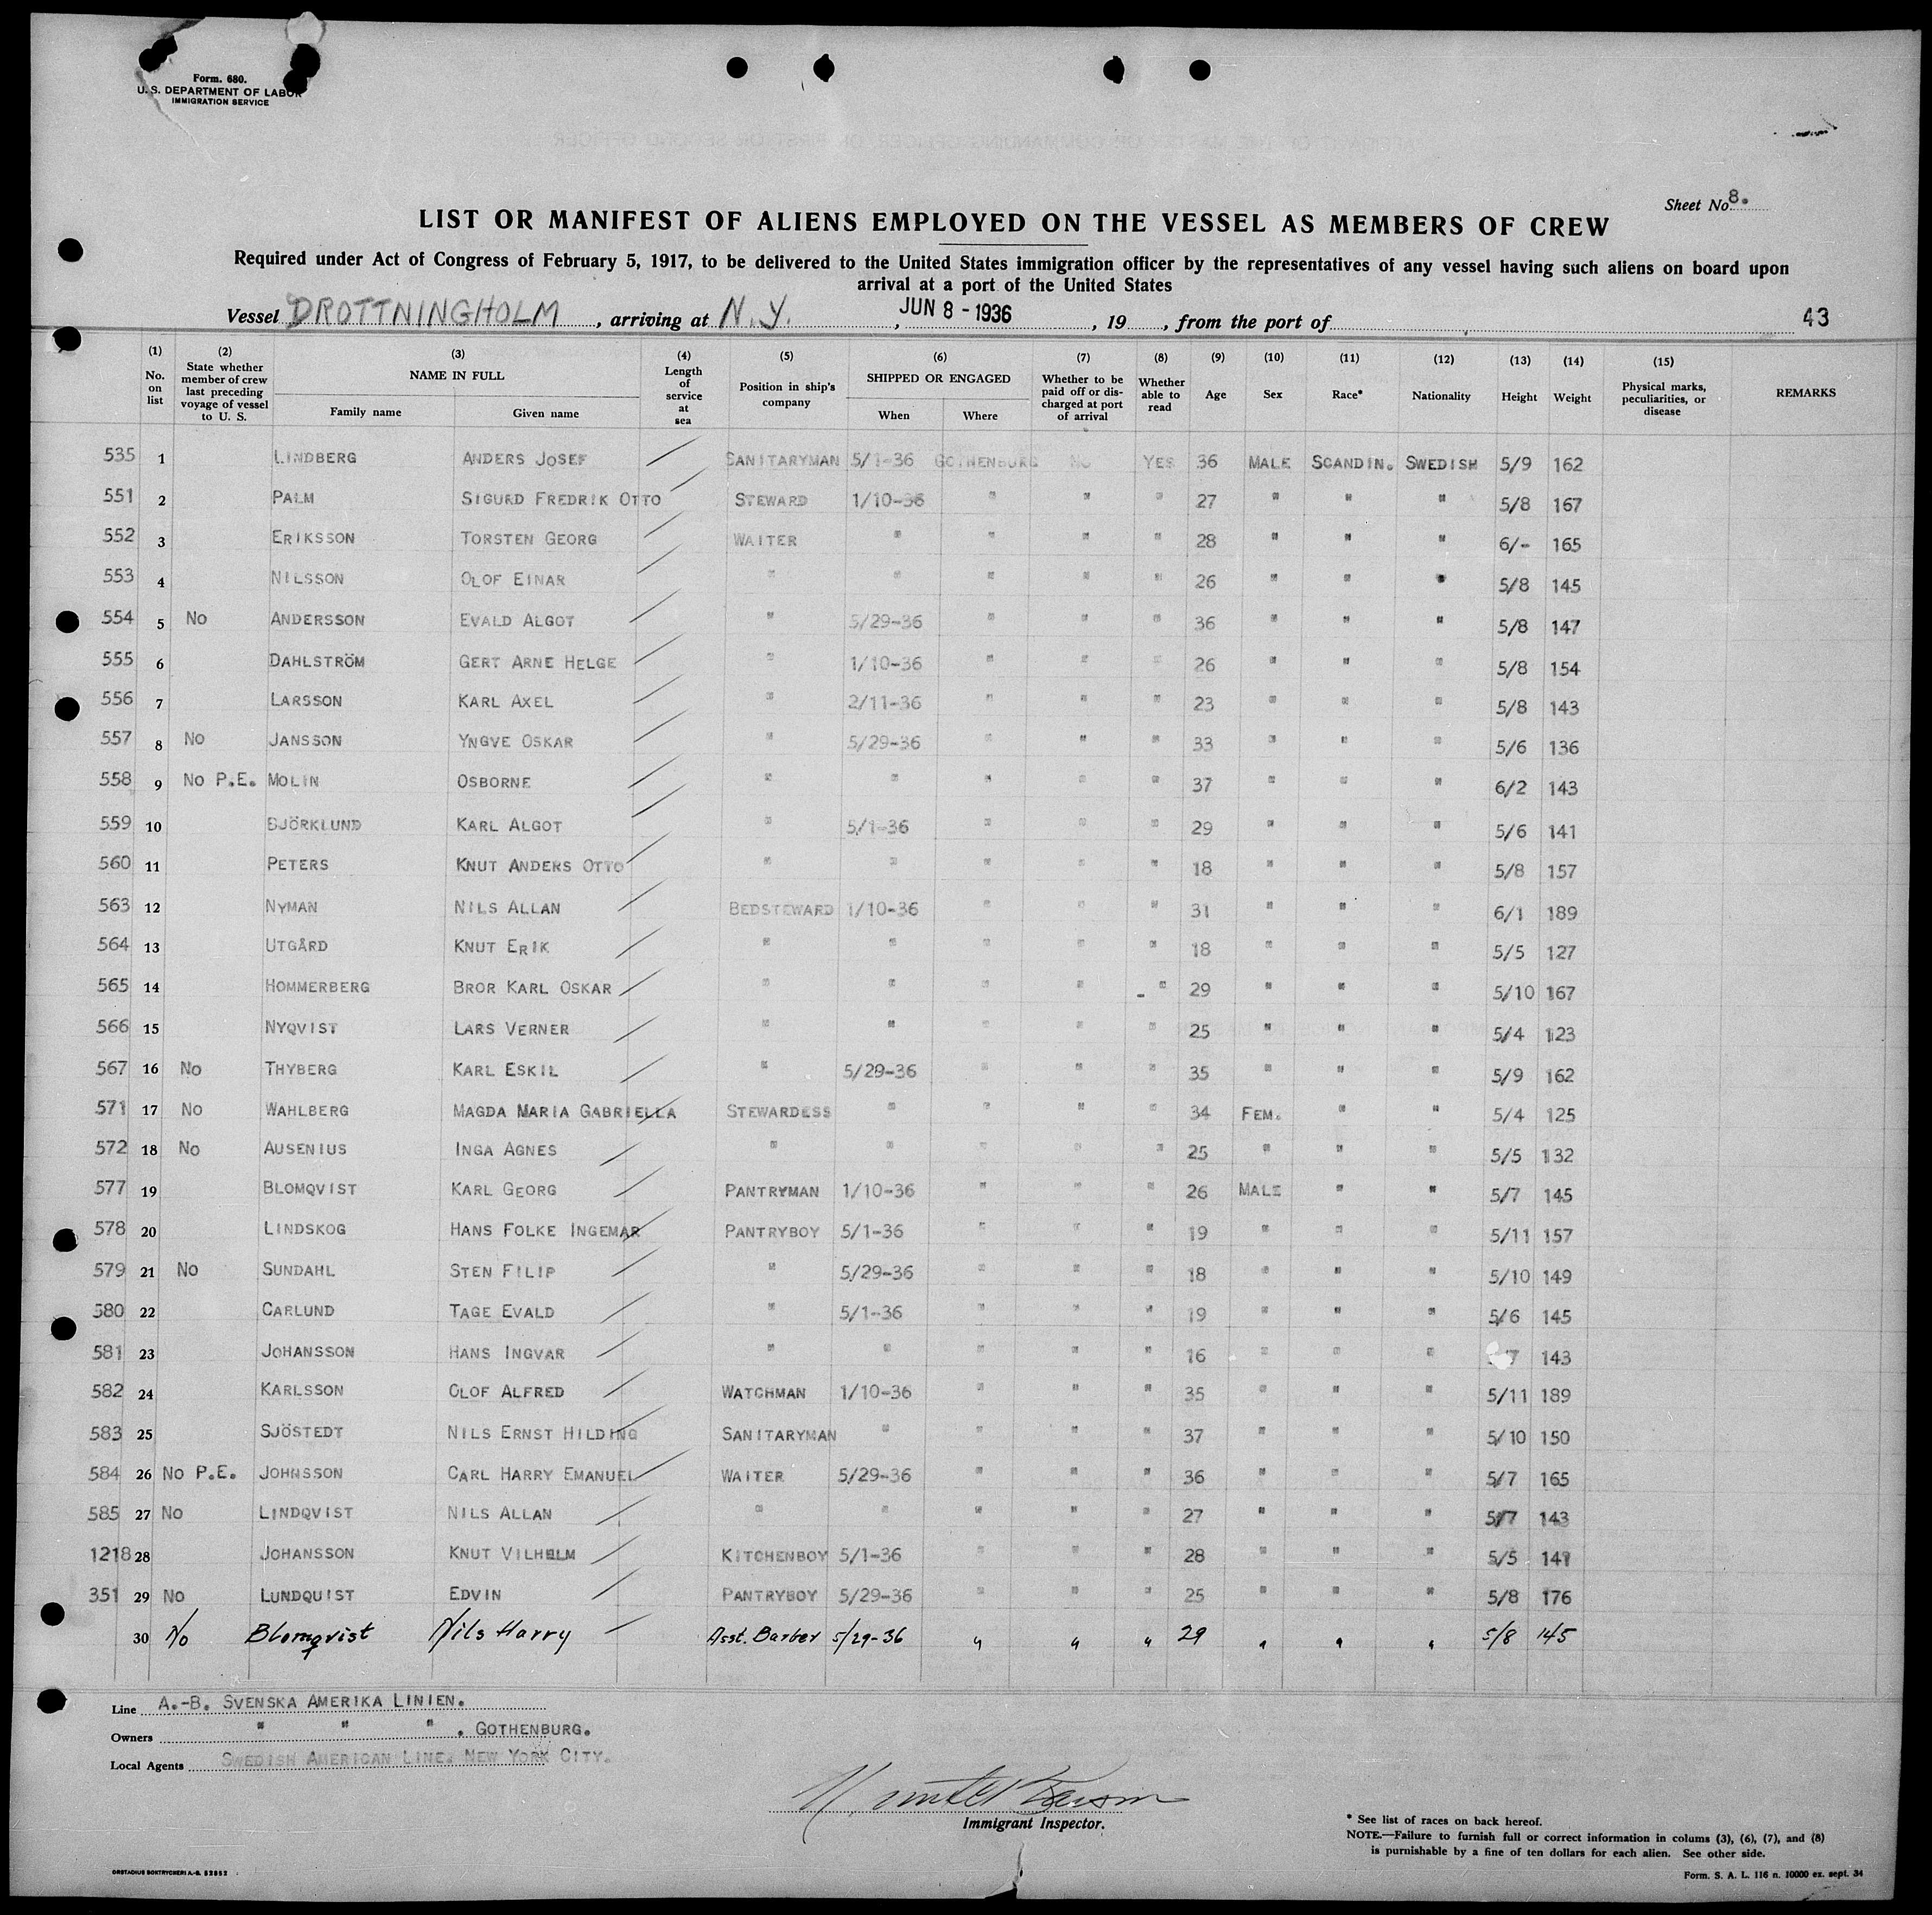 Form. 680.
U. S. DEPARTMENT OF LABOR
IMMIGRATION SERVICE
Sheet No. 8.
LIST OR MANIFEST OF ALIENS EMPLOYED ON THE VESSEL AS MEMBERS OF CREW
Required under Act of Congress of February 5, 1917, to be delivered to the United States immigration officer by the representatives of any vessel having such aliens on board upon
arrival at a port of the United States
Vessel DROTTNINGHOLM, arriving at N.Y., JUN 8 - 1936, 19, from the port of 43
(1) No. on list (2) State whether member of crew last preceding voyage of vessel to U. S. (3) NAME IN FULL Family name Given name (4) Length of service at sea (5) Position in ship's company (6) SHIPPED OR ENGAGED When Where (7) Whether to be paid off or discharged at port of arrival (8) Whether able to read (9) Age (10) Sex (11) Race* (12) Nationality (13) Height (14) Weight (15) Physical marks, peculiarities, or disease REMARKS
535 1 LINDBERG ANDERS JOSEF SANITARYMAN 5/1-36 GOTHENBURG NO YES 36 MALE SCANDIN. SWEDISH 5/9 162
551 2 PALM SIGURD FREDRIK OTTO STEWARD 1/10-36 " " " 27 " " " 5/8 167
552 3 ERIKSSON TORSTEN GEORG WAITER " " " " 28 " " " 6/- 165
553 4 NILSSON OLOF EINAR " " " " " 26 " " " 5/8 145
554 5 NO ANDERSSON EVALD ALGOT " 5/29-36 " " " 36 " " " 5/8 147
555 6 DAHLSTRÖM GERT ARNE HELGE " 1/10-36 " " " 26 " " " 5/8 154
556 7 LARSSON KARL AXEL " 2/11-36 " " " 23 " " " 5/8 143
557 8 NO JANSSON YNGVE OSKAR " 5/29-36 " " " 33 " " " 5/6 136
558 9 NO P.E. MOLIN OSBORNE " " " " " 37 " " " 6/2 143
559 10 BJÖRKLUND KARL ALGOT " 5/1-36 " " " 29 " " " 5/6 141
560 11 PETERS KNUT ANDERS OTTO " " " " " 18 " " " 5/8 157
563 12 NYMAN NILS ALLAN BEDSTEWARD 1/10-36 " " " 31 " " " 6/1 189
564 13 UTGÅRD KNUT ERIK " " " " " 18 " " " 5/5 127
565 14 HOMMERBERG BROR KARL OSKAR " " " " " 29 " " " 5/10 167
566 15 NYQVIST LARS VERNER " " " " " 25 " " " 5/4 123
567 16 NO THYBERG KARL ESKIL " 5/29-36 " " " 35 " " " 5/9 162
571 17 NO WAHLBERG MAGDA MARIA GABRIELLA STEWARDESS " " " " 34 FEM. " " 5/4 125
572 18 NO AUSENIUS INGA AGNES " " " " " 25 " " " 5/5 132
577 19 BLOMQVIST KARL GEORG PANTRYMAN 1/10-36 " " " 26 MALE " " 5/7 145
578 20 LINDSKOG HANS FOLKE INGEMAR PANTRYBOY 5/1-36 " " " 19 " " " 5/11 157
579 21 NO SUNDAHL STEN FILIP " 5/29-36 " " " 18 " " " 5/10 149
580 22 CARLUND TAGE EVALD " 5/1-36 " " " 19 " " " 5/6 145
581 23 JOHANSSON HANS INGVAR " " " " " 16 " " " /7 143
582 24 KARLSSON OLOF ALFRED WATCHMAN 1/10-36 " " " 35 " " " 5/11 189
583 25 SJÖSTEDT NILS ERNST HILDING SANITARYMAN " " " " 37 " " " 5/10 150
584 26 NO P.E. JOHNSSON CARL HARRY EMANUEL WAITER 5/29-36 " " " 36 " " " 5/7 165
585 27 NO LINDQVIST NILS ALLAN " " " " " 27 " " " 5/7 143
1218 28 JOHANSSON KNUT VILHELM KITCHENBOY 5/1-36 " " " 28 " " " 5/5 141
351 29 NO LUNDQUIST EDVIN PANTRYBOY 5/29-36 " " " 25 " " " 5/8 176
30 No Blomqvist Nils Harry Asst. Barber 5/29-36 " " " 29 " " " 5/8 145
Line A.-B. SVENSKA AMERIKA LINIEN.
Owners " " " . GOTHENBURG.
Local Agents SWEDISH AMERICAN LINE. NEW YORK CITY.
Immigrant Inspector.
* See list of races on back hereof.
NOTE.—Failure to furnish full or correct information in colums (3), (6), (7), and (8)
is purnishable by a fine of ten dollars for each alien. See other side.
Form. S. A. L. 116 n. 10000 ex. sept. 34